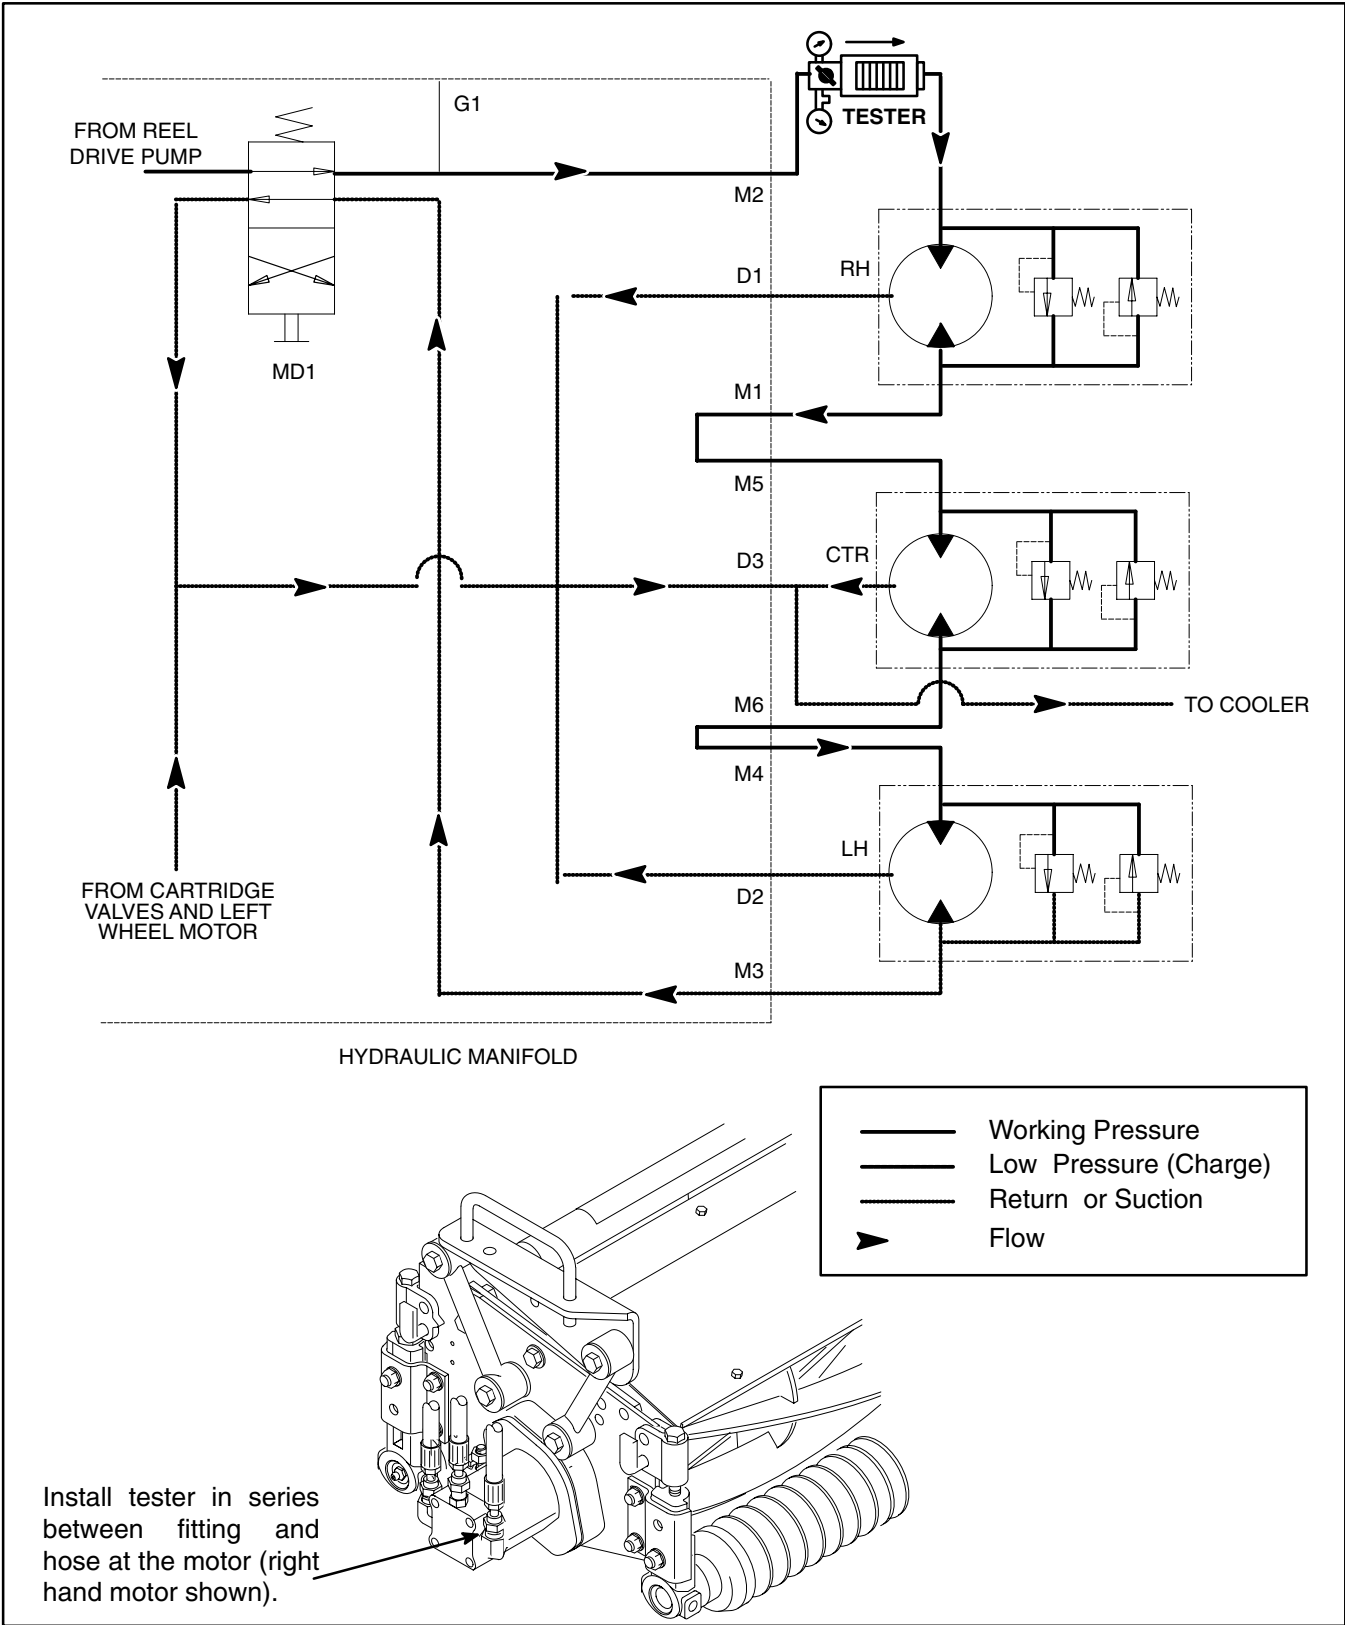 G1
FROM REEL
DRIVE PUMP
TESTER
M2
D1
RH
MD1
M1
M5
D3
CTR
M6
TO COOLER
M4
LH
D2
FROM CARTRIDGE
VALVES AND LEFT
WHEEL MOTOR
M3
HYDRAULIC MANIFOLD
Working Pressure
Low Pressure (Charge)
Return or Suction
Flow
Install tester in series
between fitting and
hose at the motor (right
hand motor shown).